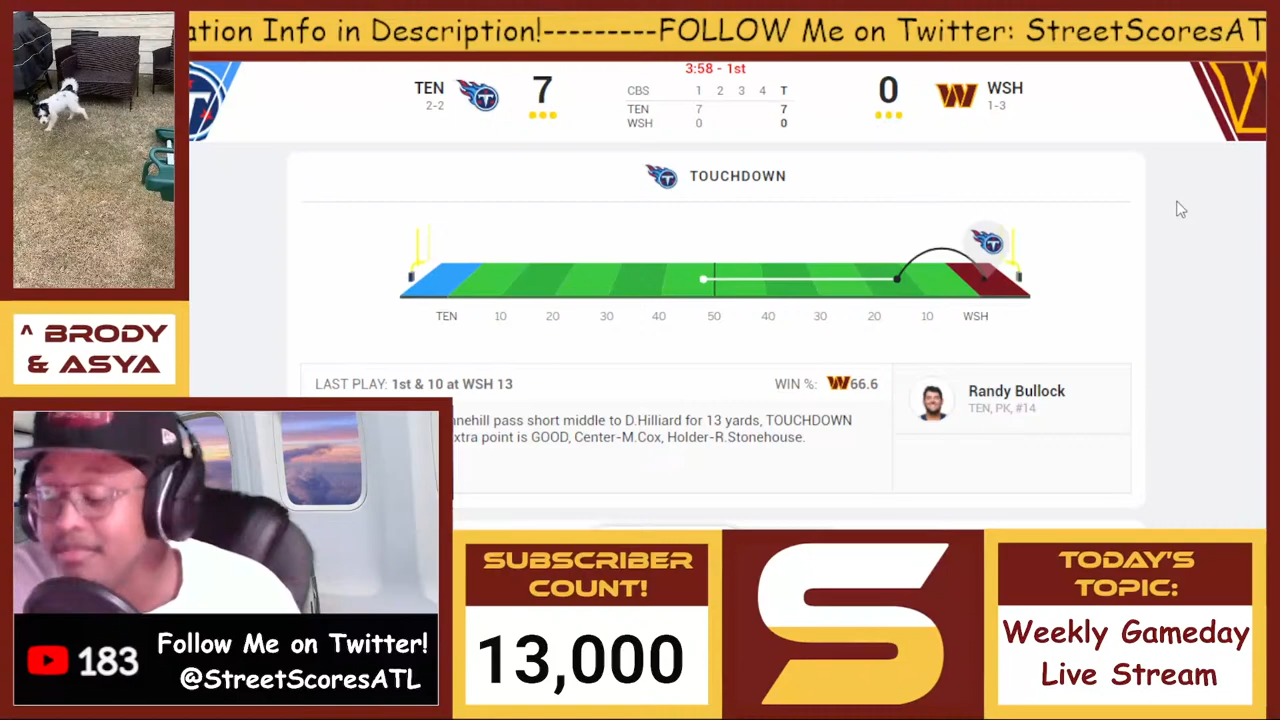 ation Info in Description!---------FOLLOW Me on Twitter: StreetScoresAT
TEN
2-2
7
3:58 - 1st
CBS 1 2 3 4 T
TEN 7 7
WSH 0 0
0
WSH
1-3
TOUCHDOWN
TEN 10 20 30 40 50 40 30 20 10 WSH
LAST PLAY: 1st & 10 at WSH 13
WIN %: 66.6
nehill pass short middle to D.Hilliard for 13 yards, TOUCHDOWN
xtra point is GOOD, Center-M.Cox, Holder-R.Stonehouse.
Randy Bullock
TEN, PK, #14
^ BRODY
& ASYA
183
Follow Me on Twitter!
@StreetScoresATL
SUBSCRIBER
COUNT!
13,000
S
TODAY'S
TOPIC:
Weekly Gameday
Live Stream